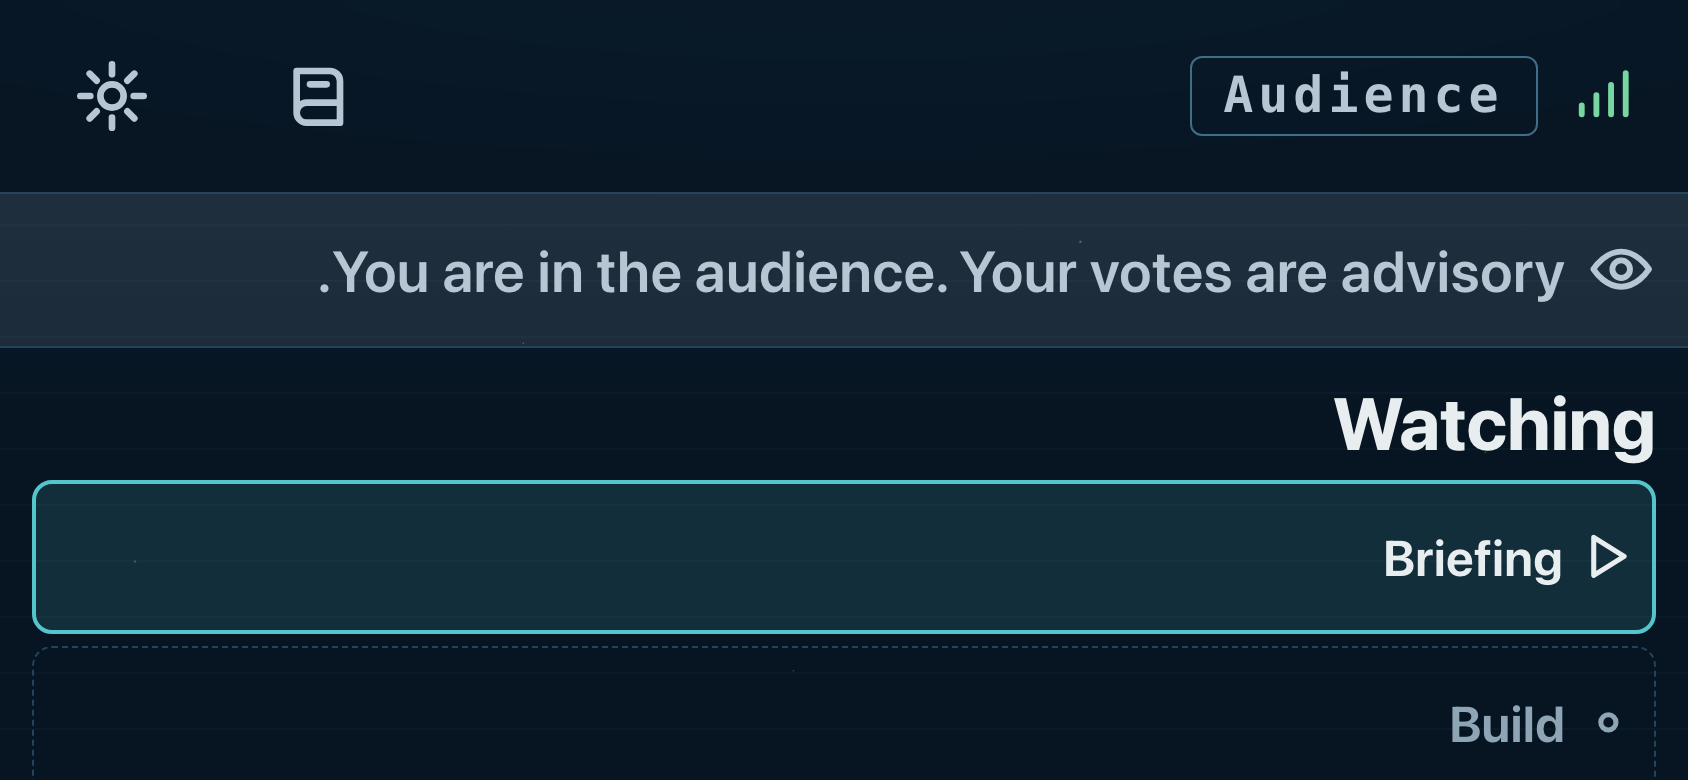 Audience
.You are in the audience. Your votes are advisory
Watching
Briefing
Build